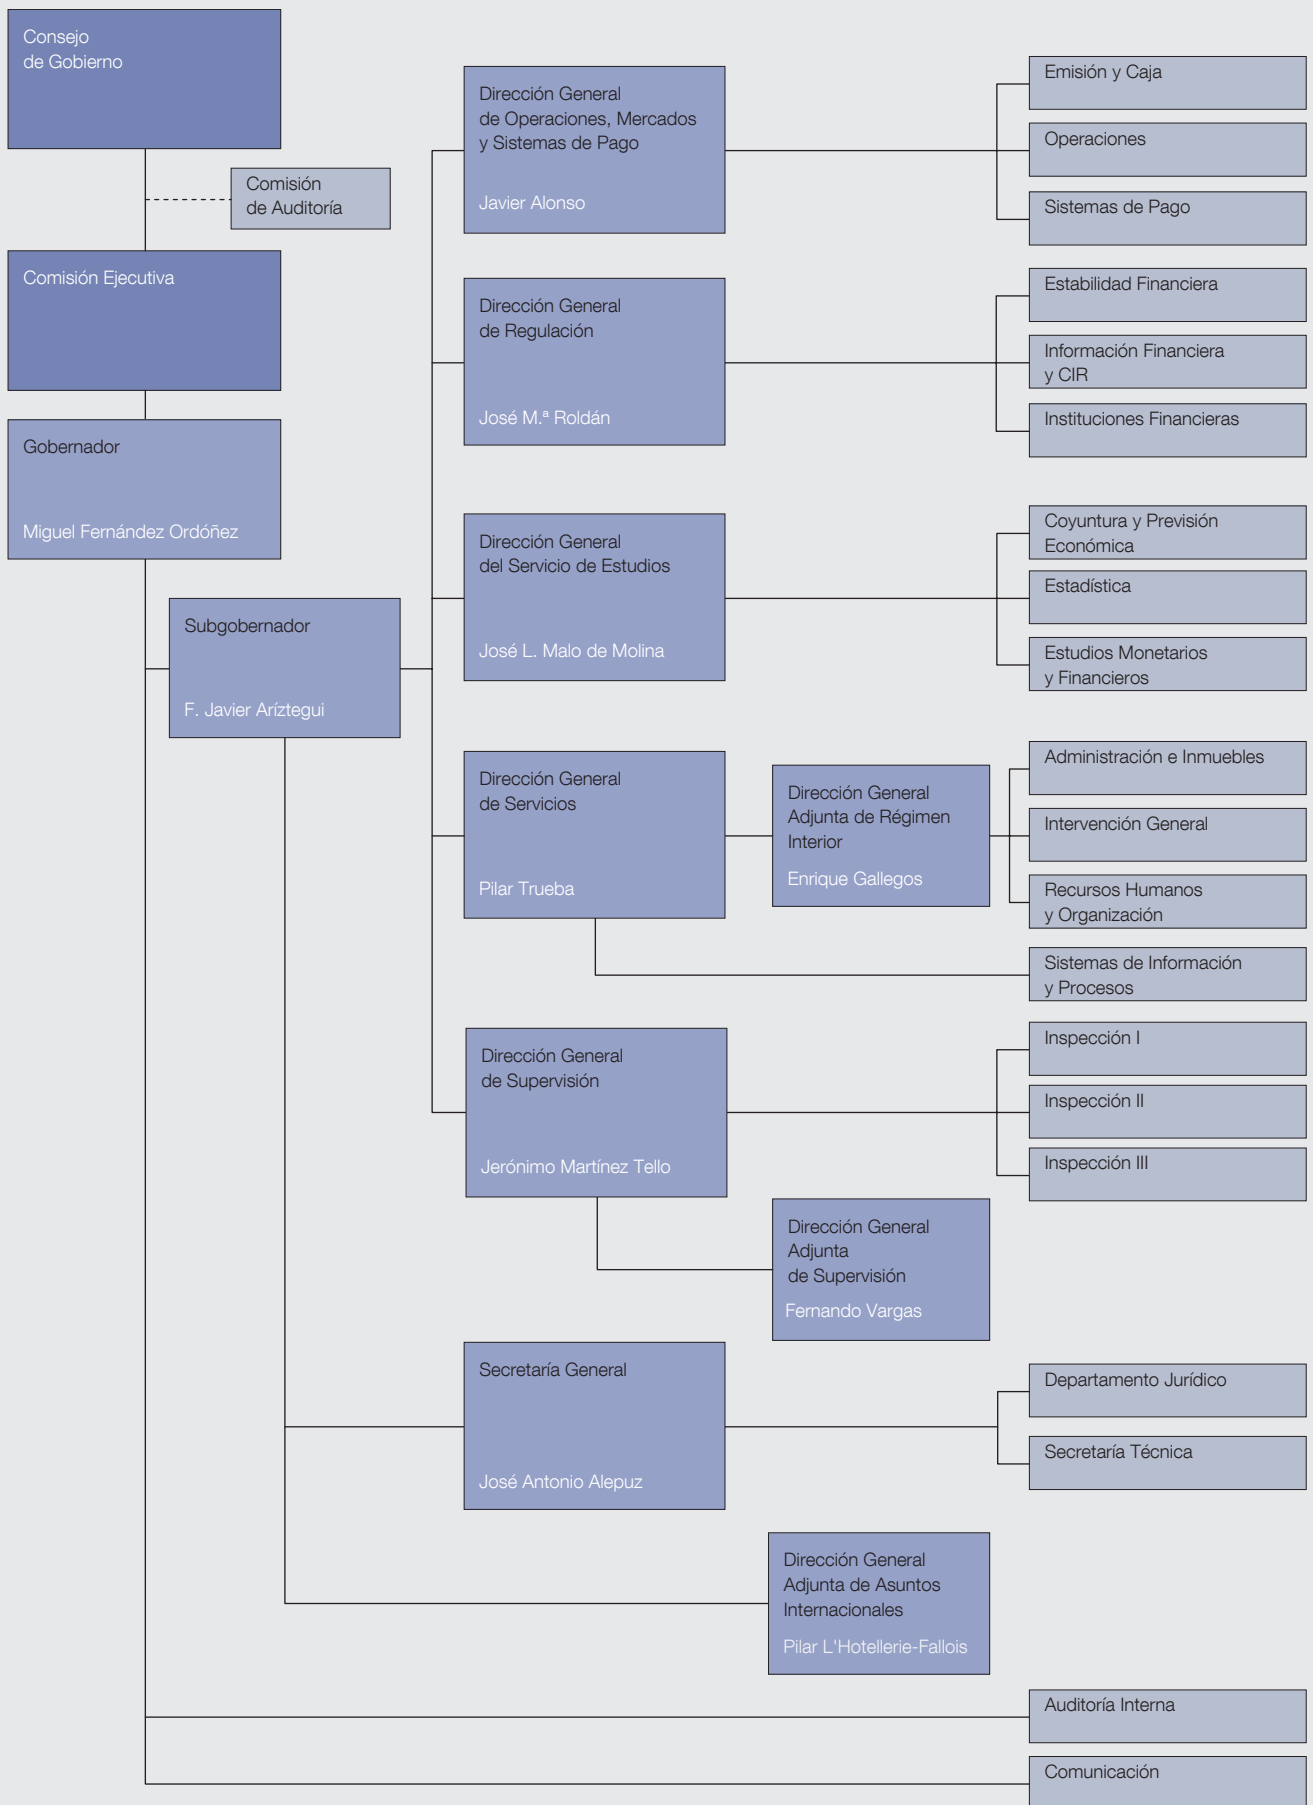 Consejo
de Gobierno
Comisión
de Auditoría
Comisión Ejecutiva
Gobernador
Miguel Fernández Ordóñez
Subgobernador
F. Javier Aríztegui
Dirección General
de Operaciones, Mercados
y Sistemas de Pago
Javier Alonso
Emisión y Caja
Operaciones
Sistemas de Pago
Dirección General
de Regulación
José M.ª Roldán
Estabilidad Financiera
Información Financiera
y CIR
Instituciones Financieras
Dirección General
del Servicio de Estudios
José L. Malo de Molina
Coyuntura y Previsión
Económica
Estadística
Estudios Monetarios
y Financieros
Dirección General
de Servicios
Pilar Trueba
Dirección General
Adjunta de Régimen
Interior
Enrique Gallegos
Administración e Inmuebles
Intervención General
Recursos Humanos
y Organización
Sistemas de Información
y Procesos
Dirección General
de Supervisión
Jerónimo Martínez Tello
Inspección I
Inspección II
Inspección III
Dirección General
Adjunta
de Supervisión
Fernando Vargas
Secretaría General
José Antonio Alepuz
Departamento Jurídico
Secretaría Técnica
Dirección General
Adjunta de Asuntos
Internacionales
Pilar L'Hotellerie-Fallois
Auditoría Interna
Comunicación